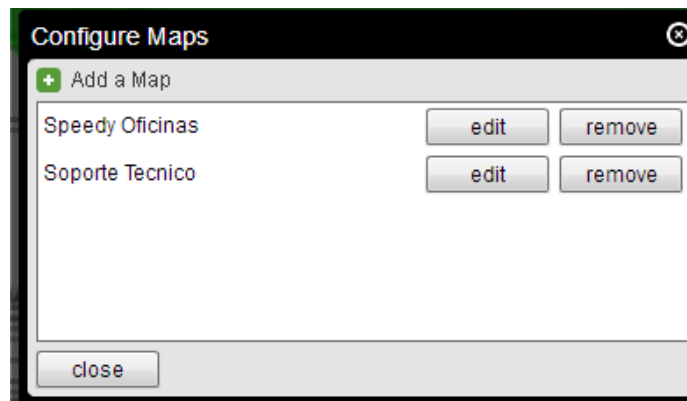 Configure Maps
Add a Map
Speedy Oficinas edit remove
Soporte Tecnico edit remove
close